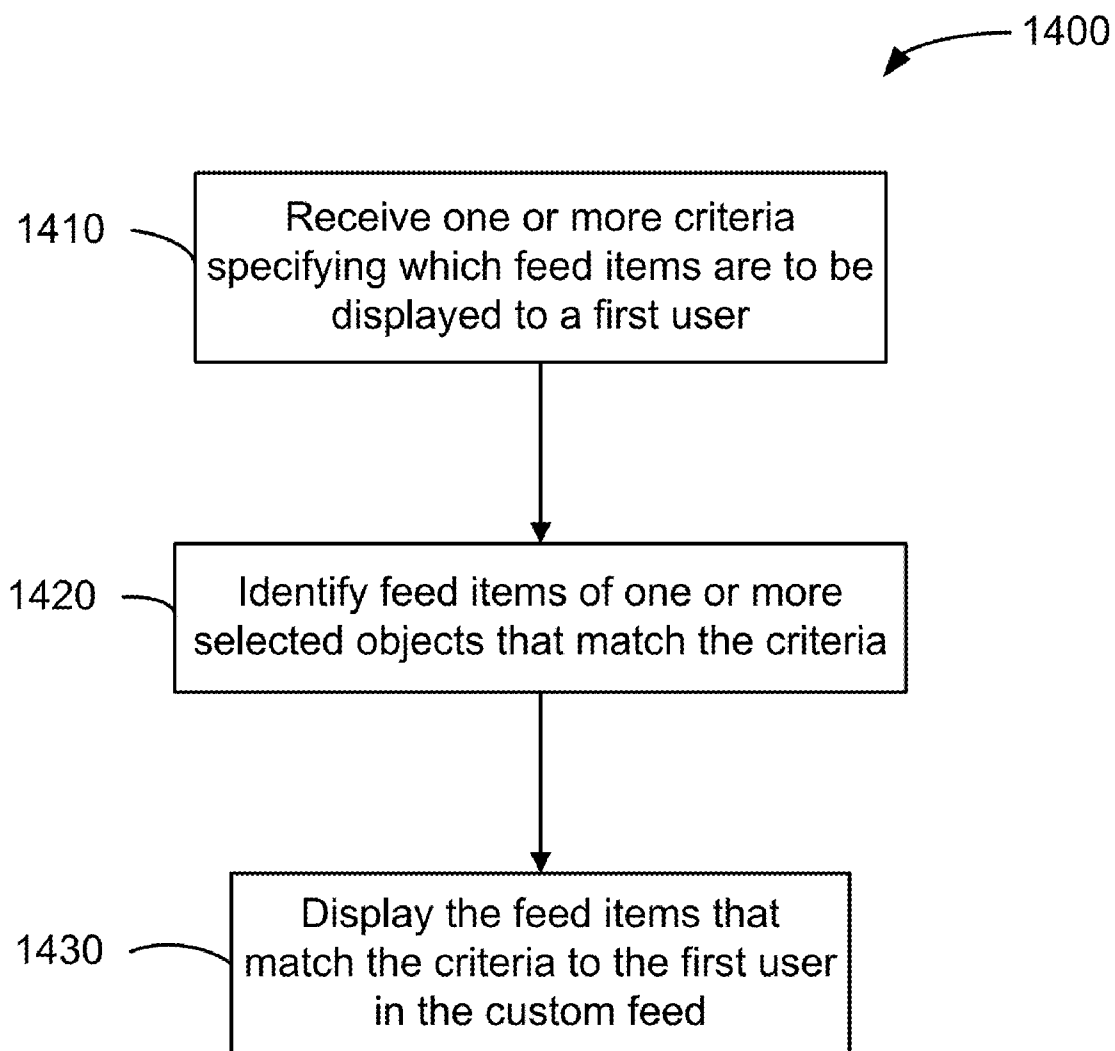 1400
1410
Receive one or more criteria
specifying which feed items are to be
displayed to a first user
1420
Identify feed items of one or more
selected objects that match the criteria
1430
Display the feed items that
match the criteria to the first user
in the custom feed